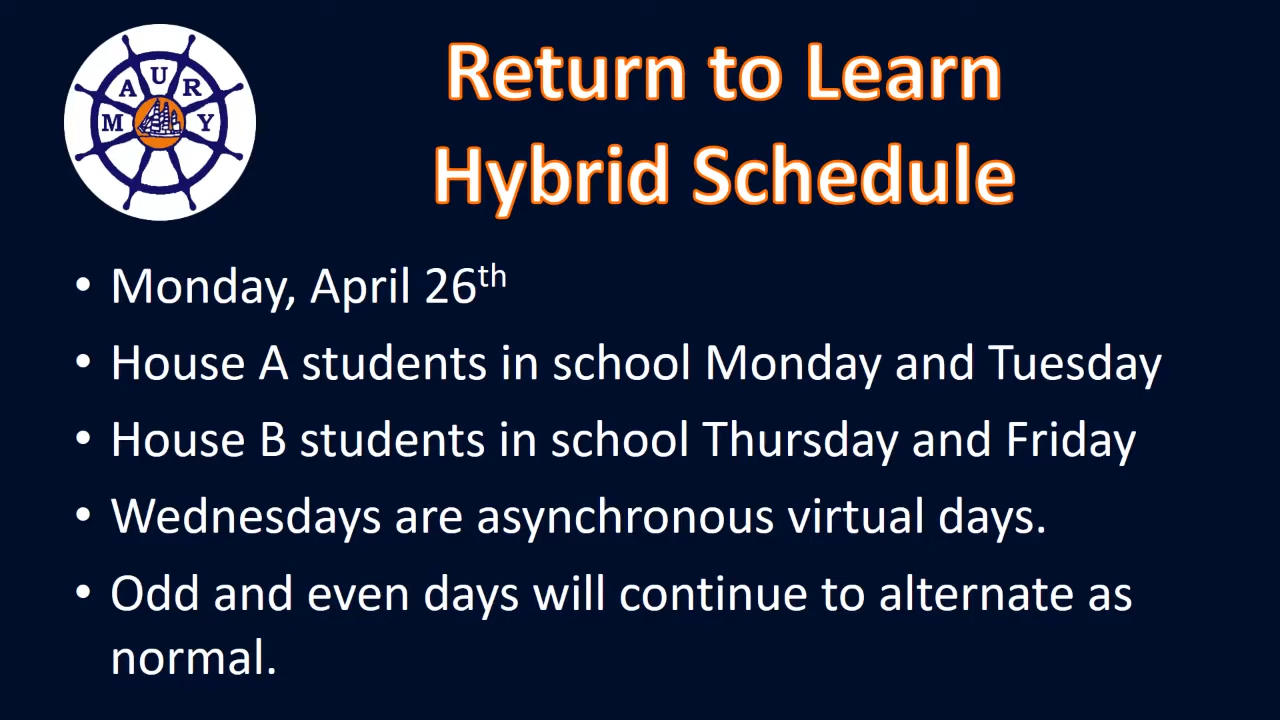 MAURY
Return to Learn
Hybrid Schedule
• Monday, April 26th
• House A students in school Monday and Tuesday
• House B students in school Thursday and Friday
• Wednesdays are asynchronous virtual days.
• Odd and even days will continue to alternate as
normal.